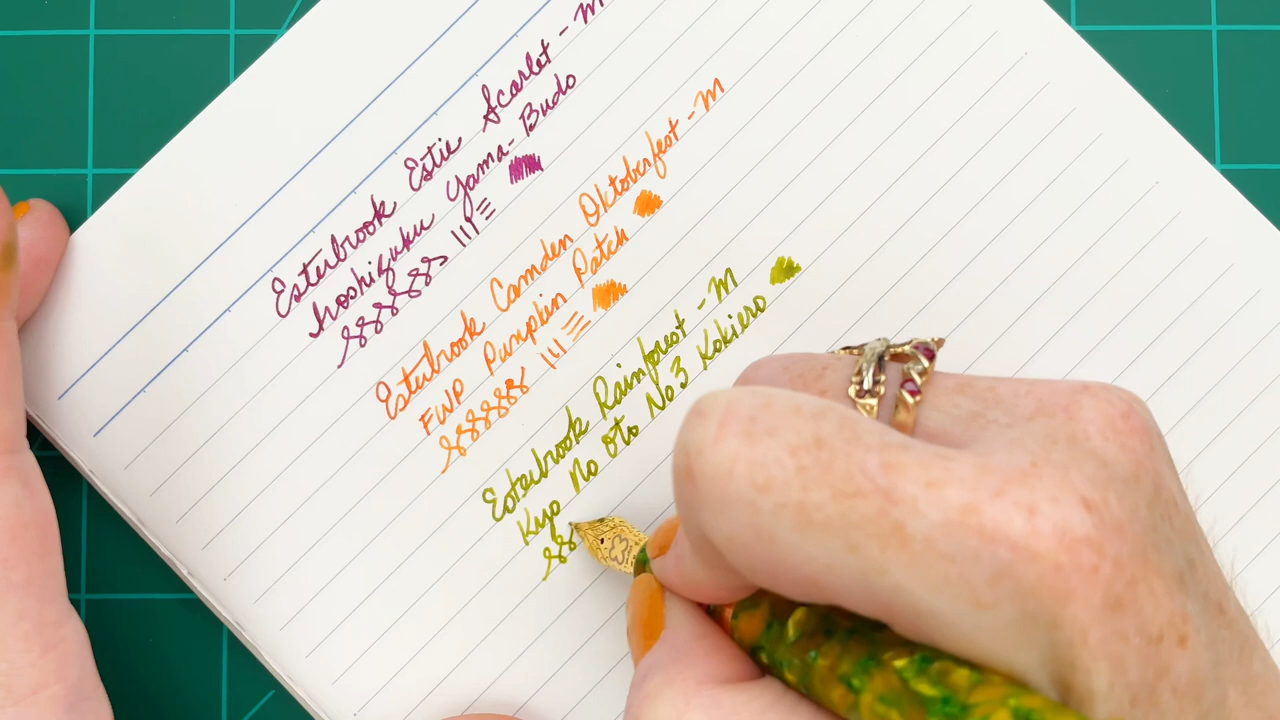 Esterbrook Estie Scarlet - M
Iroshizuku Yama-Budo
Esterbrook Camden Oktoberfest - M
FWP Pumpkin Patch
Esterbrook Rainforest - M
Kyo No Oto No 3 Kokiero